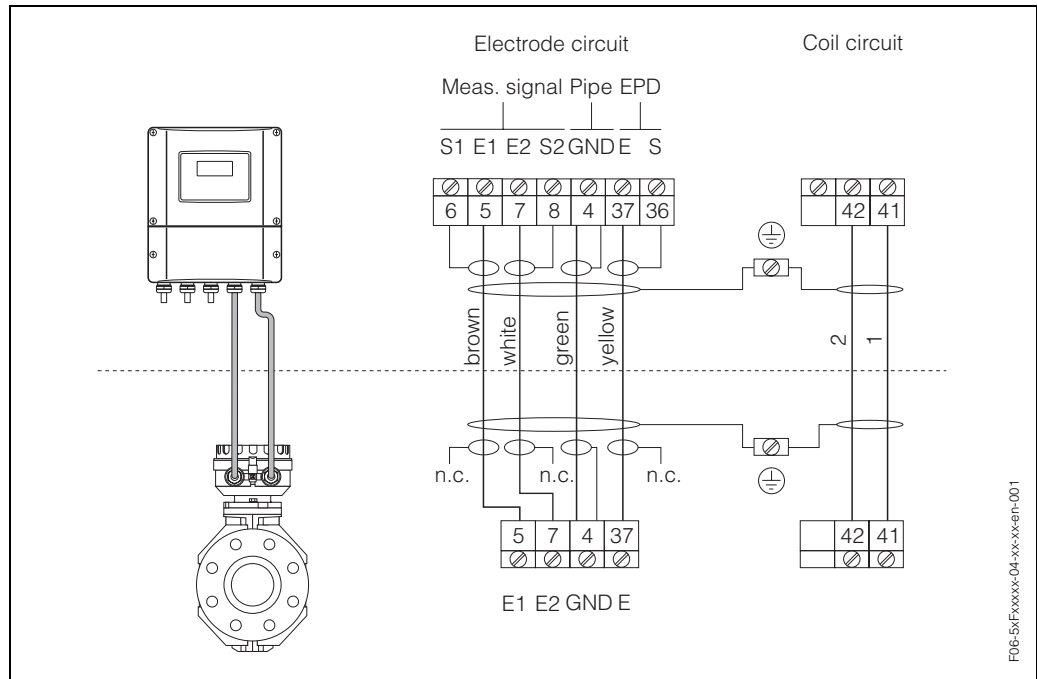 Electrode circuit Coil circuit
Meas. signal Pipe EPD
S1 E1 E2 S2 GND E S
6 5 7 8 4 37 36
42 41
brown
white
green
yellow
2
1
n.c. n.c. n.c.
5 7 4 37
42 41
E1 E2 GND E
F06-5xFxxxxx-04-xx-xx-en-001